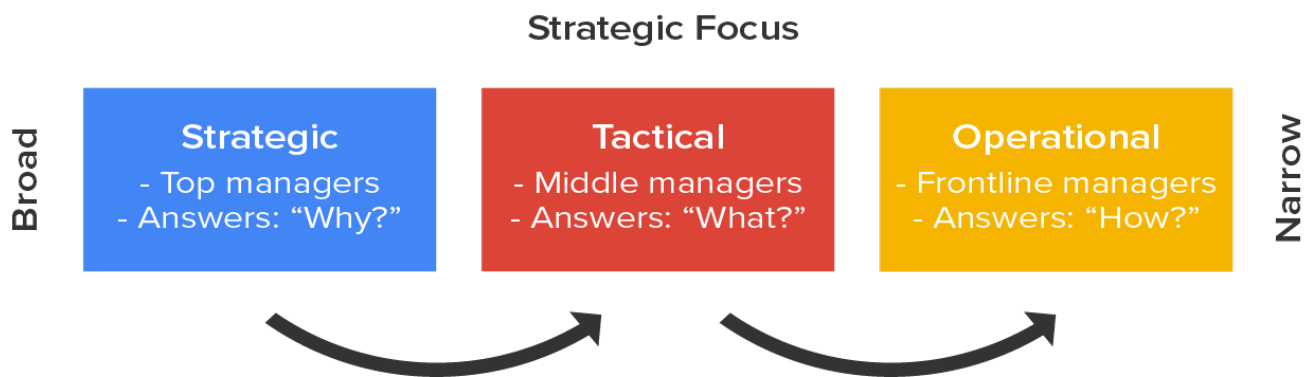 Strategic Focus
Broad
Strategic
- Top managers
- Answers: “Why?”
Tactical
- Middle managers
- Answers: “What?”
Operational
- Frontline managers
- Answers: “How?”
Narrow